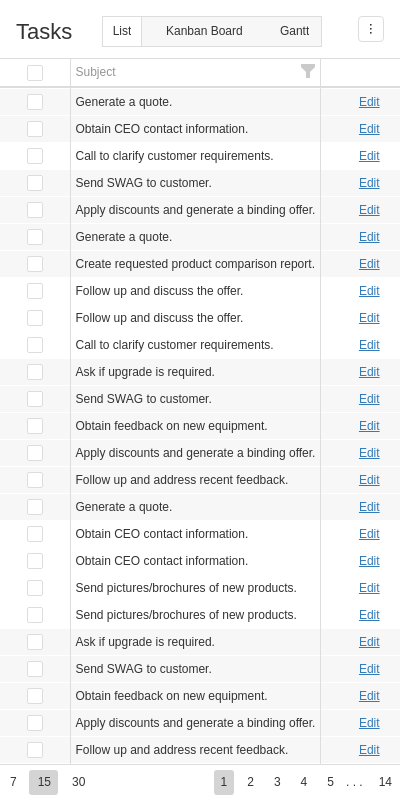 Tasks List Kanban Board Gantt
Subject
Generate a quote. Edit
Obtain CEO contact information. Edit
Call to clarify customer requirements. Edit
Send SWAG to customer. Edit
Apply discounts and generate a binding offer. Edit
Generate a quote. Edit
Create requested product comparison report. Edit
Follow up and discuss the offer. Edit
Follow up and discuss the offer. Edit
Call to clarify customer requirements. Edit
Ask if upgrade is required. Edit
Send SWAG to customer. Edit
Obtain feedback on new equipment. Edit
Apply discounts and generate a binding offer. Edit
Follow up and address recent feedback. Edit
Generate a quote. Edit
Obtain CEO contact information. Edit
Obtain CEO contact information. Edit
Send pictures/brochures of new products. Edit
Send pictures/brochures of new products. Edit
Ask if upgrade is required. Edit
Send SWAG to customer. Edit
Obtain feedback on new equipment. Edit
Apply discounts and generate a binding offer. Edit
Follow up and address recent feedback. Edit
7 15 30 1 2 3 4 5 . . . 14